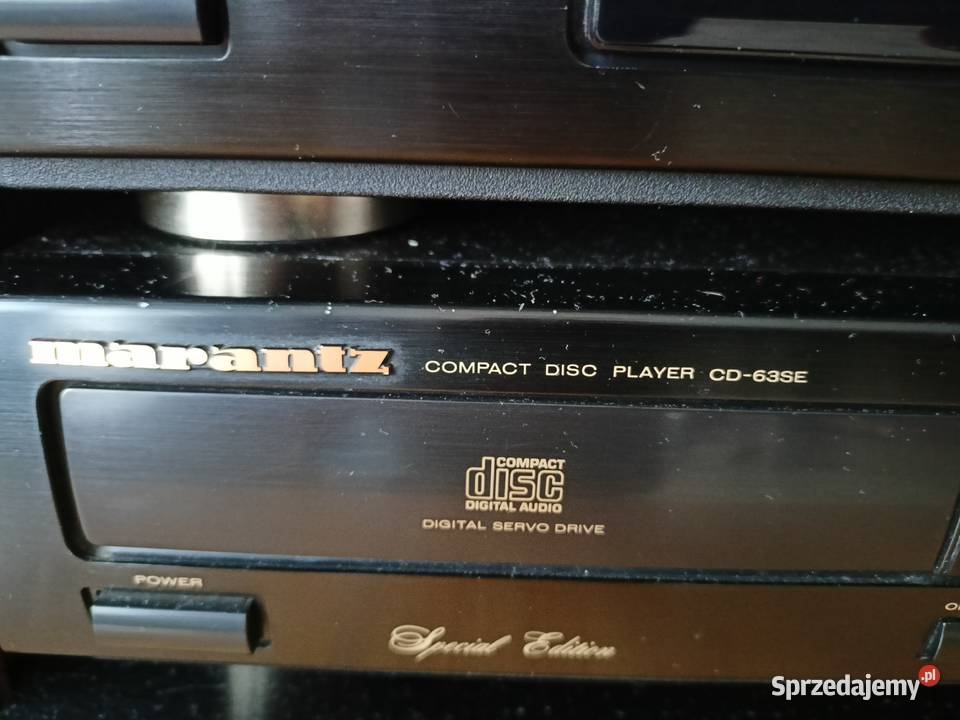 marantz COMPACT DISC PLAYER CD-63SE
COMPACT
disc
DIGITAL AUDIO
DIGITAL SERVO DRIVE
POWER
Special Edition
Sprzedajemy.pl